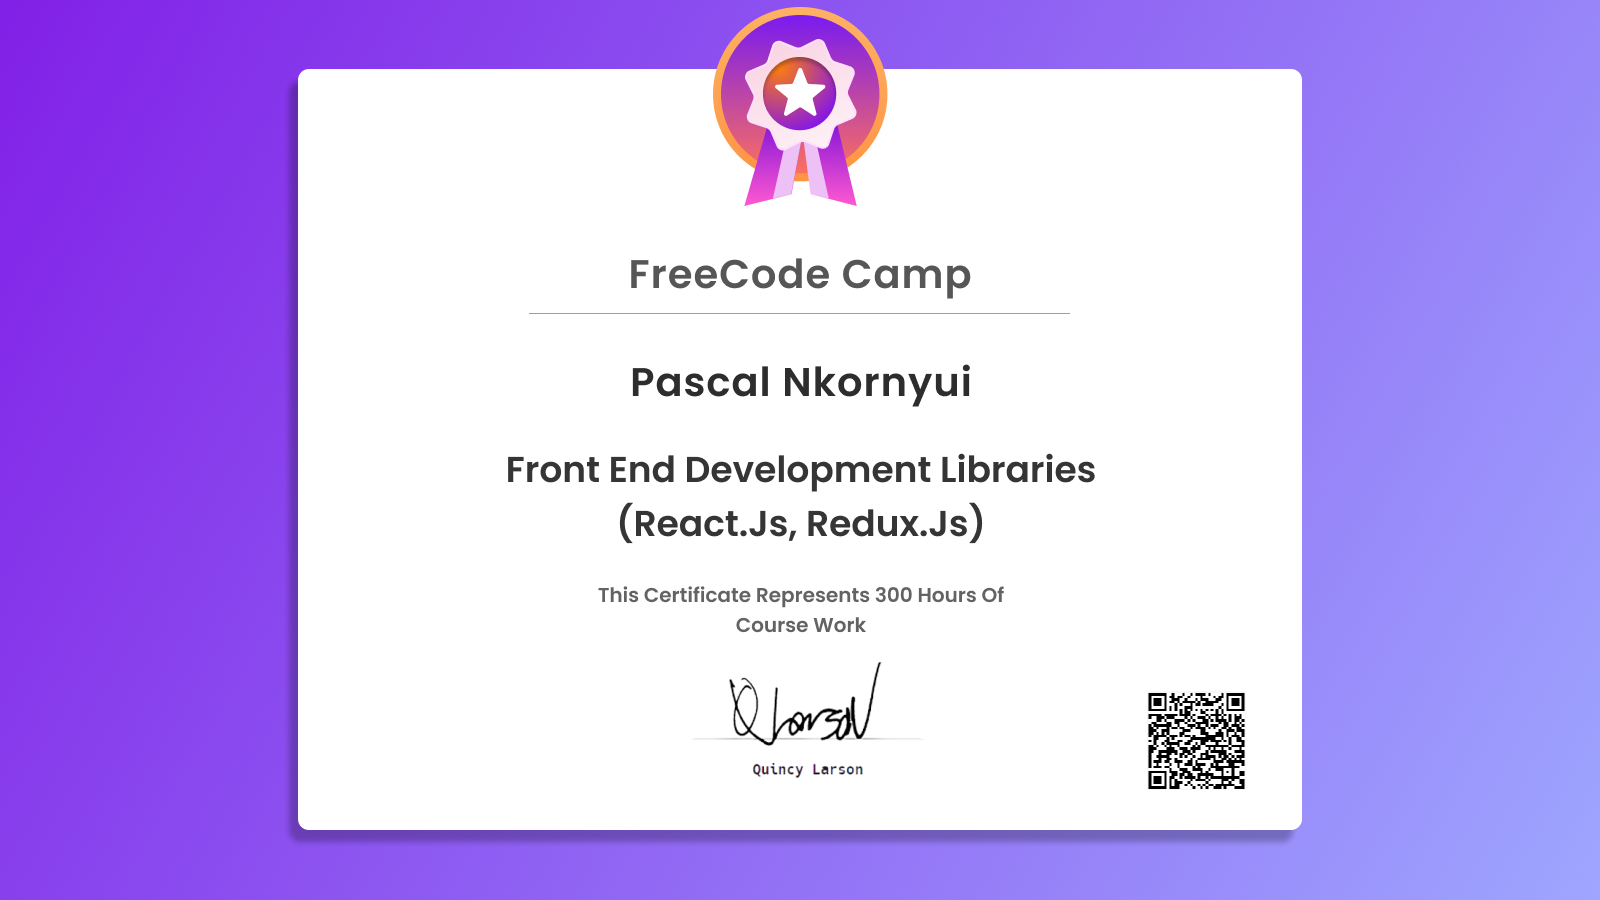 FreeCode Camp
Pascal Nkornyui
Front End Development Libraries
(React.Js, Redux.Js)
This Certificate Represents 300 Hours Of
Course Work
Q Larson
Quincy Larson